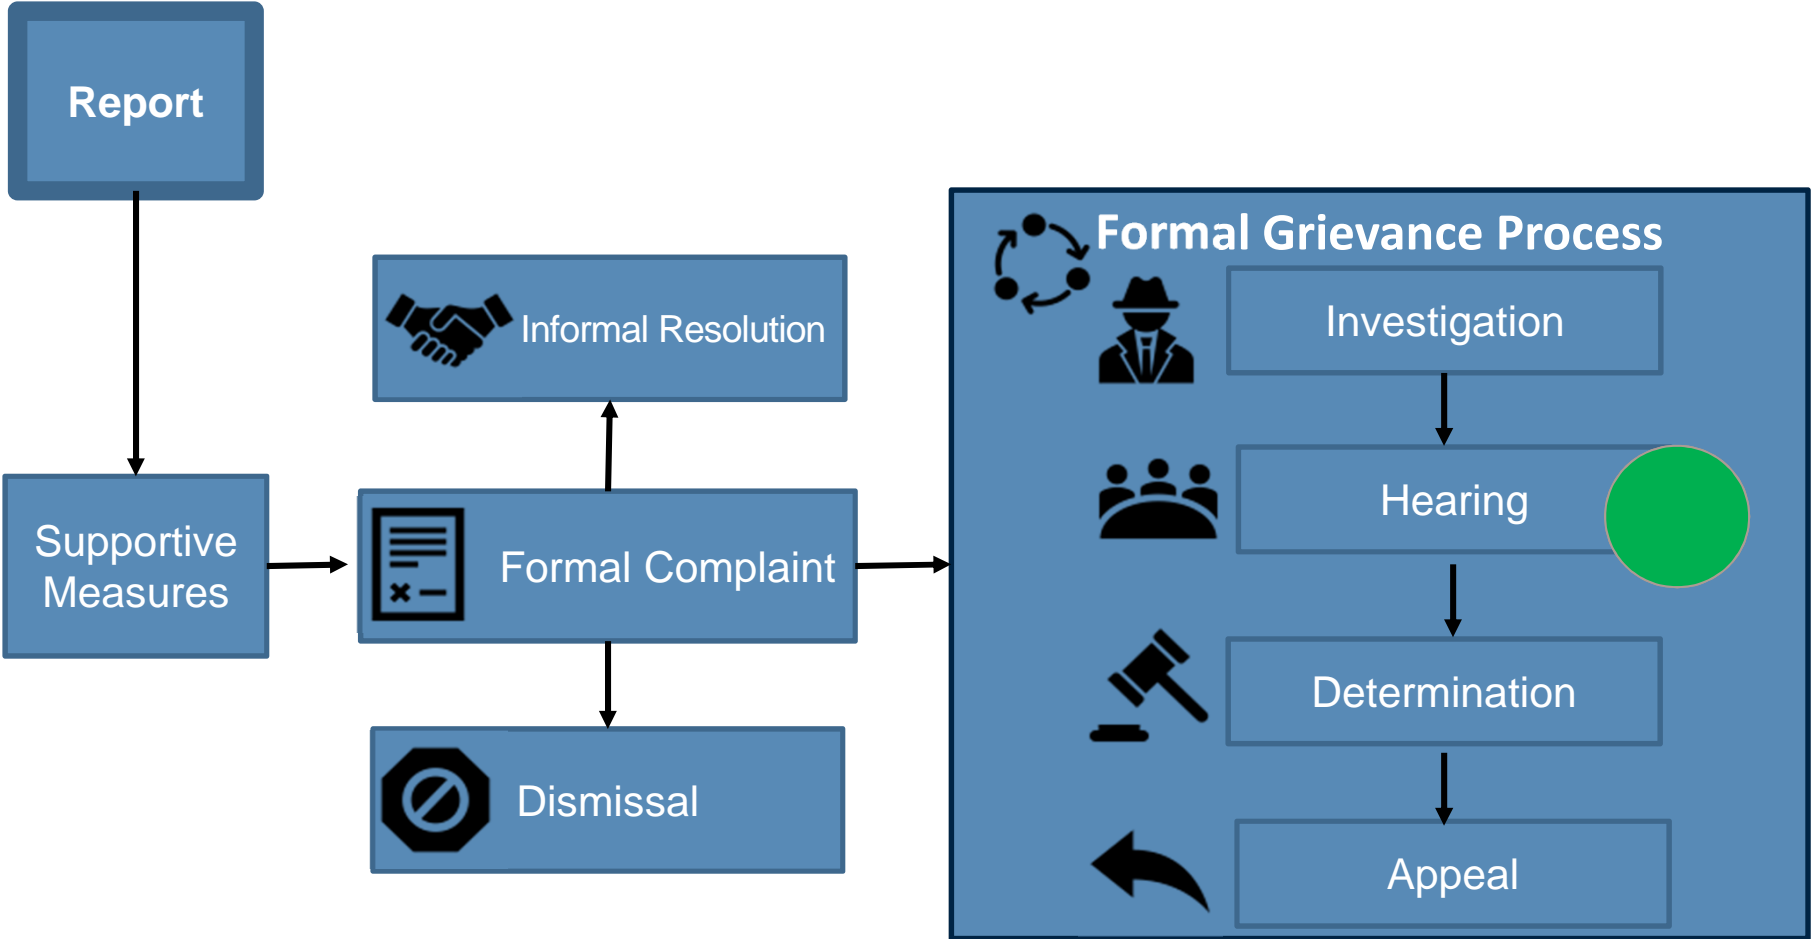 Report
Supportive
Measures
Informal Resolution
Formal Complaint
Dismissal
Formal Grievance Process
Investigation
Hearing
Determination
Appeal